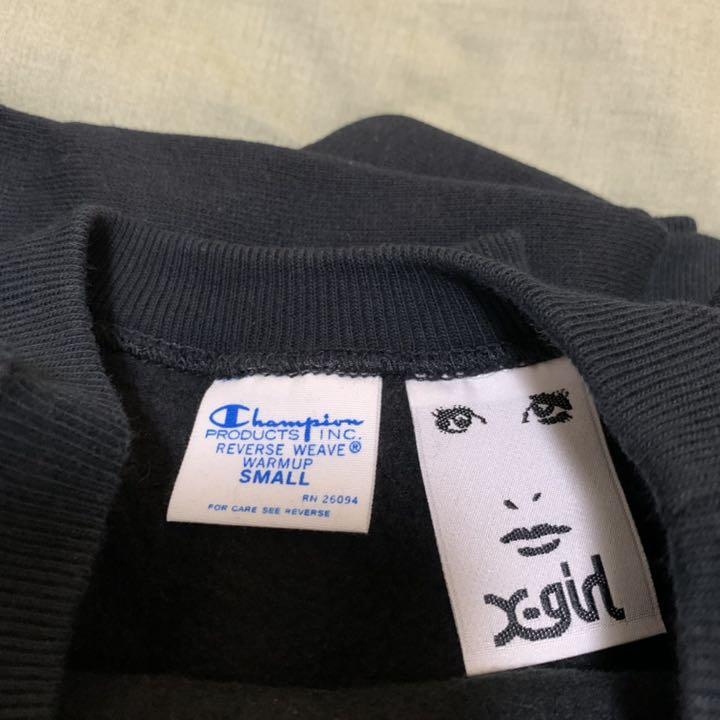 Champion
PRODUCTS INC.
REVERSE WEAVE®
WARMUP
SMALL
RN 26094
FOR CARE SEE REVERSE
X-girl